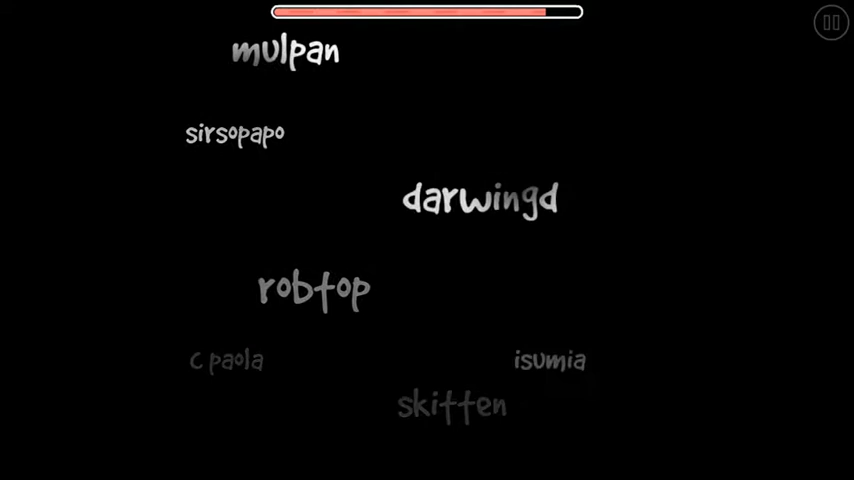 mulpan
sirsopapo
darwingd
robtop
c paola
isumia
skitten